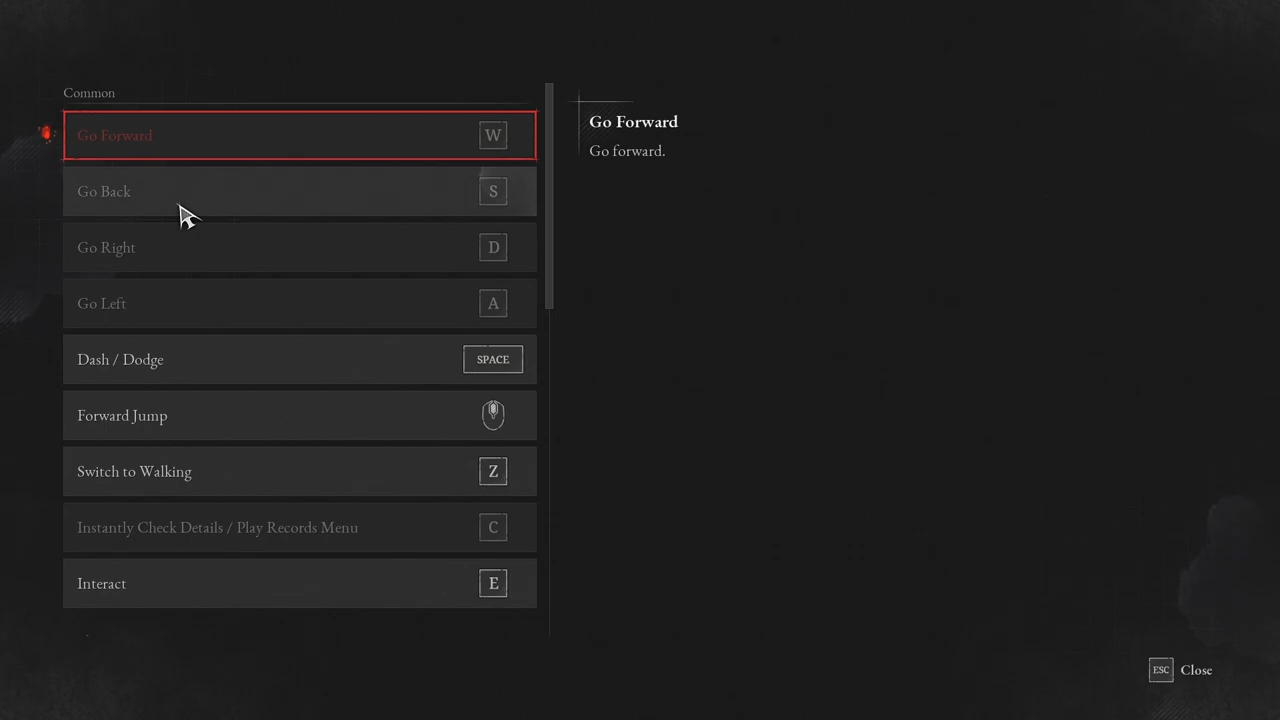 Common
Go Forward W
Go Back S
Go Right D
Go Left A
Dash / Dodge SPACE
Forward Jump
Switch to Walking Z
Instantly Check Details / Play Records Menu C
Interact E
Go Forward
Go forward.
ESC Close